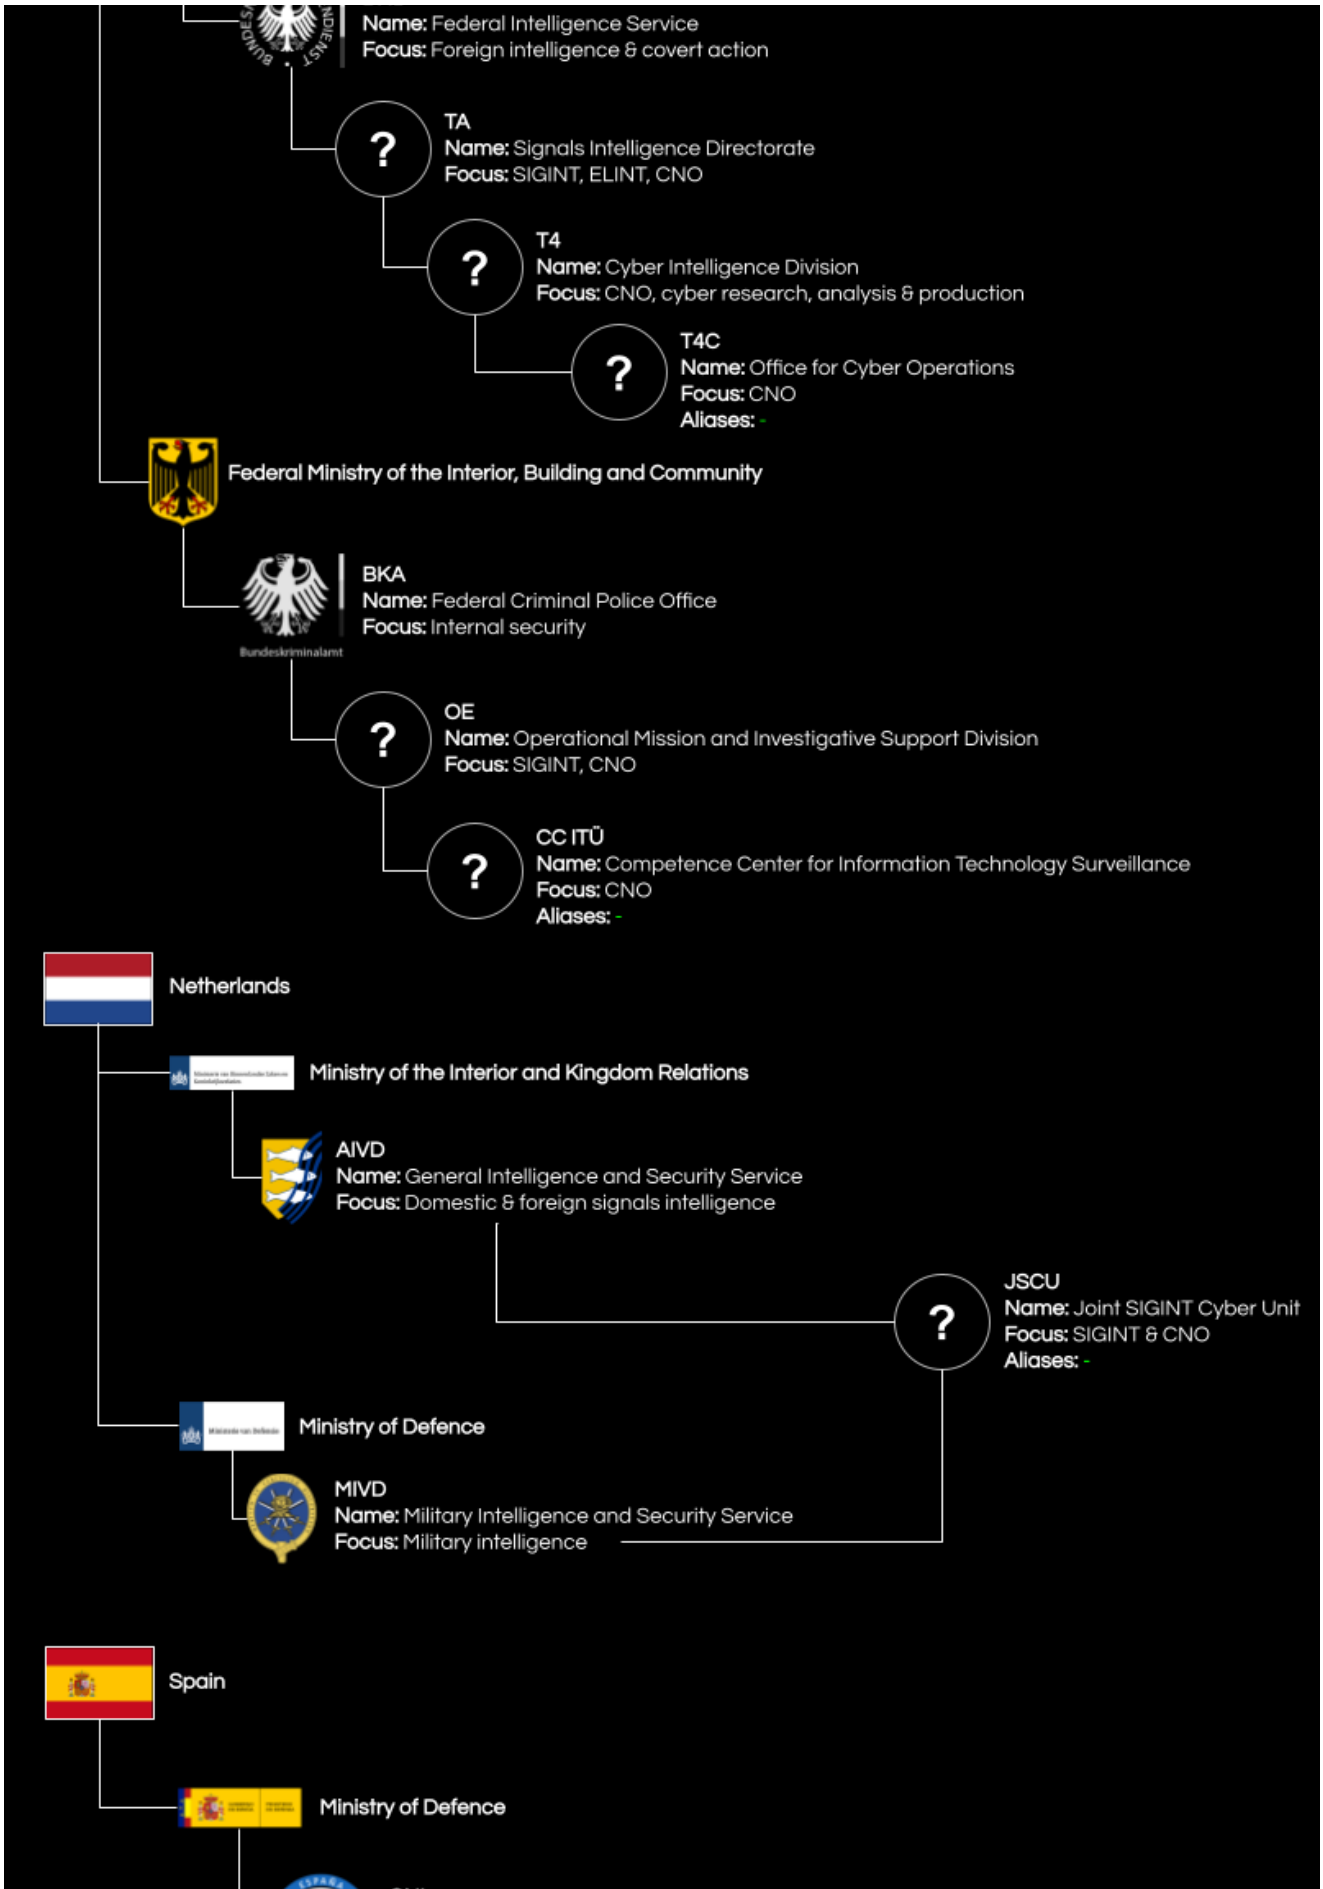 Name: Federal Intelligence Service
Focus: Foreign intelligence & covert action
?
TA
Name: Signals Intelligence Directorate
Focus: SIGINT, ELINT, CNO
?
T4
Name: Cyber Intelligence Division
Focus: CNO, cyber research, analysis & production
?
T4C
Name: Office for Cyber Operations
Focus: CNO
Aliases: -
Federal Ministry of the Interior, Building and Community
BKA
Name: Federal Criminal Police Office
Focus: Internal security
Bundeskriminalamt
?
OE
Name: Operational Mission and Investigative Support Division
Focus: SIGINT, CNO
?
CC ITÜ
Name: Competence Center for Information Technology Surveillance
Focus: CNO
Aliases: -
Netherlands
Ministry of the Interior and Kingdom Relations
AIVD
Name: General Intelligence and Security Service
Focus: Domestic & foreign signals intelligence
?
JSCU
Name: Joint SIGINT Cyber Unit
Focus: SIGINT & CNO
Aliases: -
Ministerie van Defensie
Ministry of Defence
MIVD
Name: Military Intelligence and Security Service
Focus: Military intelligence
Spain
Ministry of Defence
ESPAÑA